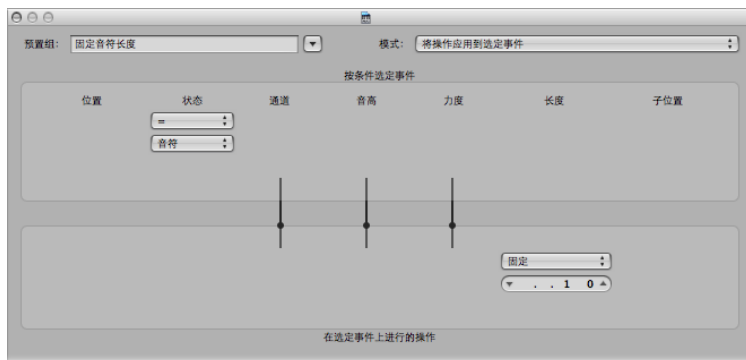 预置组: 固定音符长度 模式: 将操作应用到选定事件
按条件选定事件
位置 状态 通道 音高 力度 长度 子位置
=
音符
固定
. . 1 0
在选定事件上进行的操作